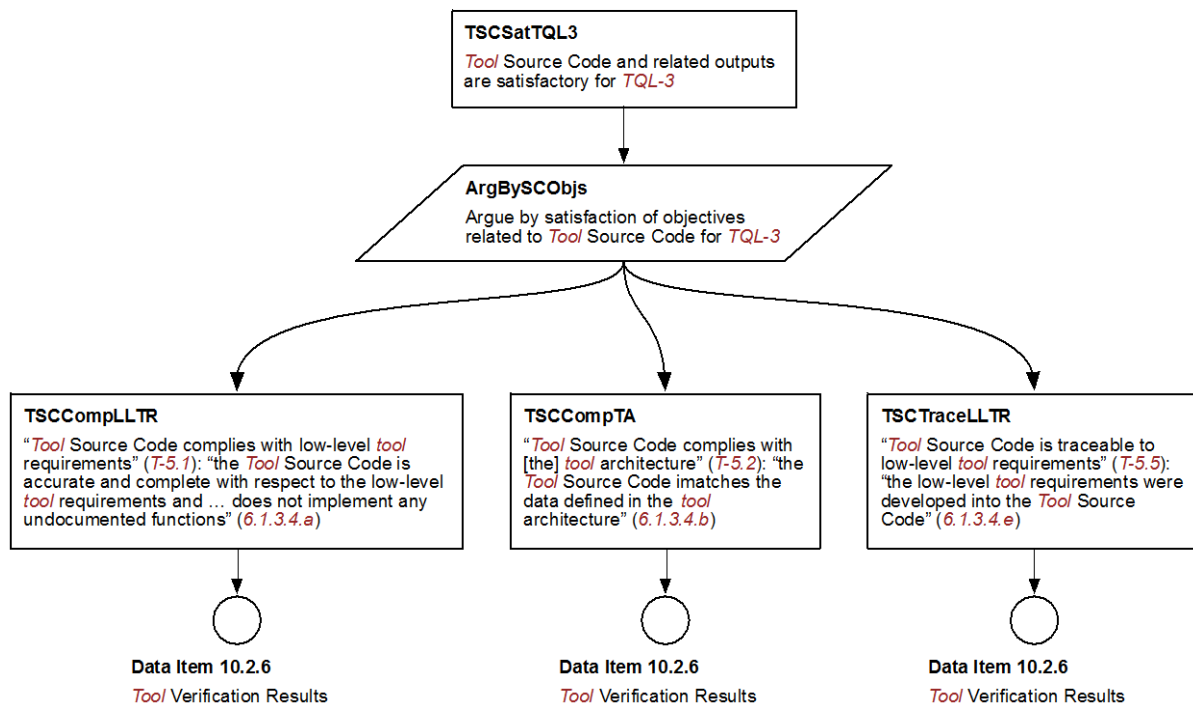 TSCSatTQL3
Tool Source Code and related outputs
are satisfactory for TQL-3
ArgBySCObjs
Argue by satisfaction of objectives
related to Tool Source Code for TQL-3
TSCCompLLTR
“Tool Source Code complies with low-level tool
requirements” (T-5.1): “the Tool Source Code is
accurate and complete with respect to the low-level
tool requirements and … does not implement any
undocumented functions” (6.1.3.4.a)
TSCCompTA
“Tool Source Code complies with
[the] tool architecture” (T-5.2): “the
Tool Source Code imatches the
data defined in the tool
architecture” (6.1.3.4.b)
TSCTraceLLTR
“Tool Source Code is traceable to
low-level tool requirements” (T-5.5):
“the low-level tool requirements were
developed into the Tool Source
Code” (6.1.3.4.e)
Data Item 10.2.6
Tool Verification Results
Data Item 10.2.6
Tool Verification Results
Data Item 10.2.6
Tool Verification Results